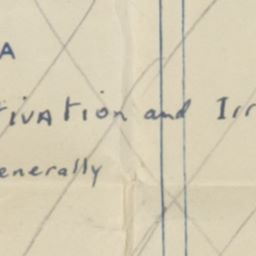 A
tivation and Irr
enerally